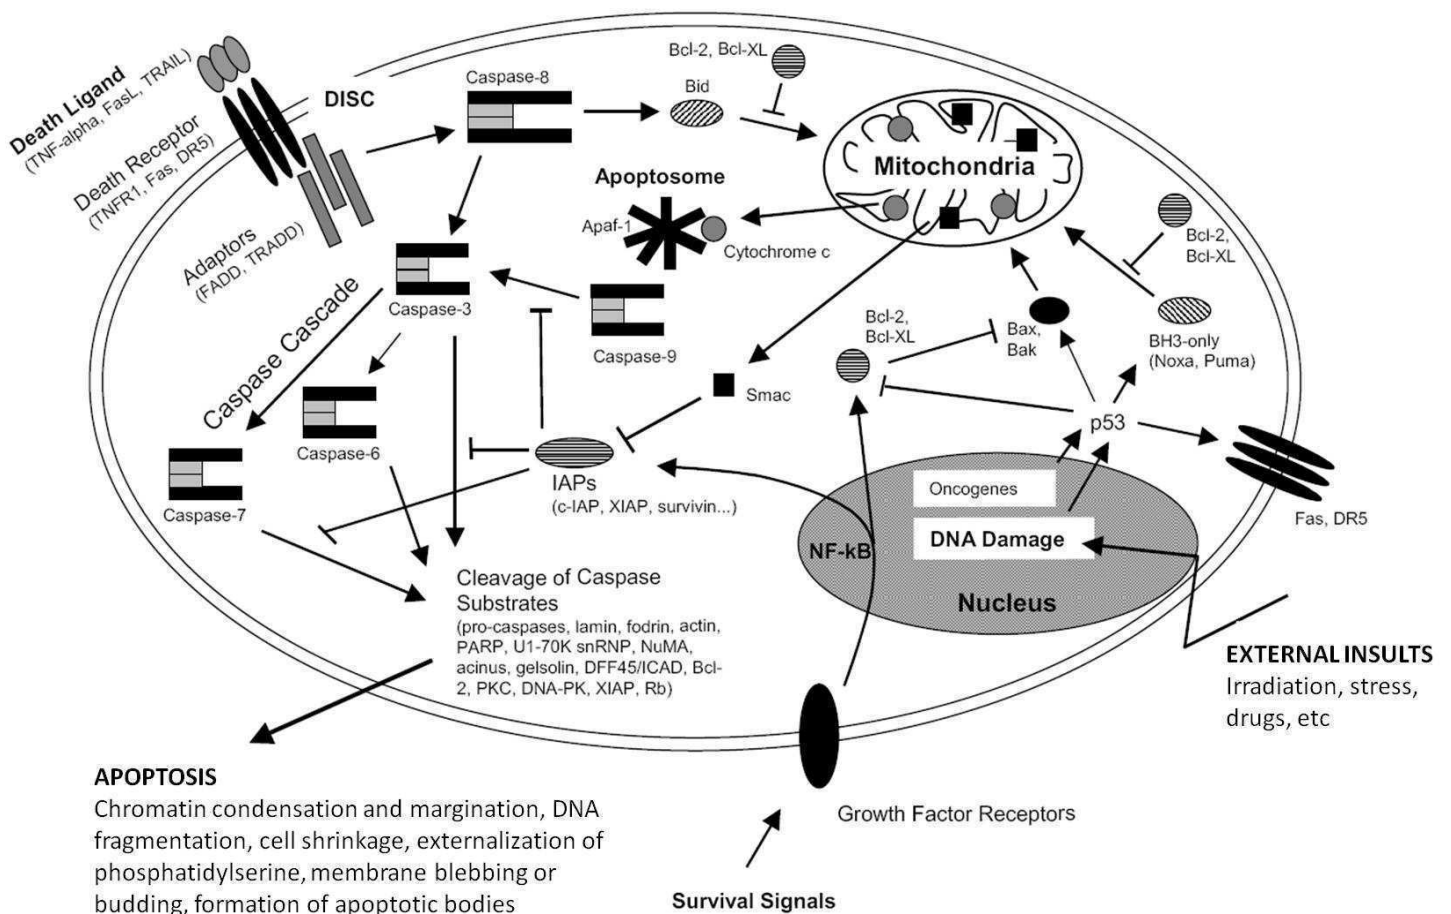 Death Ligand
(TNF-alpha, FasL, TRAIL)
Death Receptor
(TNFR1, Fas, DR5)
Adaptors
(FADD, TRADD)
DISC
Caspase-8
Bcl-2, Bcl-XL
Bid
Mitochondria
Apoptosome
Apaf-1
Cytochrome c
Bcl-2,
Bcl-XL
Caspase-3
Caspase Cascade
Caspase-9
Bcl-2,
Bcl-XL
Bax,
Bak
BH3-only
(Noxa, Puma)
Smac
p53
Caspase-6
Caspase-7
IAPs
(c-IAP, XIAP, survivin...)
Oncogenes
Fas, DR5
DNA Damage
NF-kB
Nucleus
Cleavage of Caspase
Substrates
(pro-caspases, lamin, fodrin, actin,
PARP, U1-70K snRNP, NuMA,
acinus, gelsolin, DFF45/ICAD, Bcl-
2, PKC, DNA-PK, XIAP, Rb)
EXTERNAL INSULTS
Irradiation, stress,
drugs, etc
APOPTOSIS
Chromatin condensation and margination, DNA
fragmentation, cell shrinkage, externalization of
phosphatidylserine, membrane blebbing or
budding, formation of apoptotic bodies
Growth Factor Receptors
Survival Signals